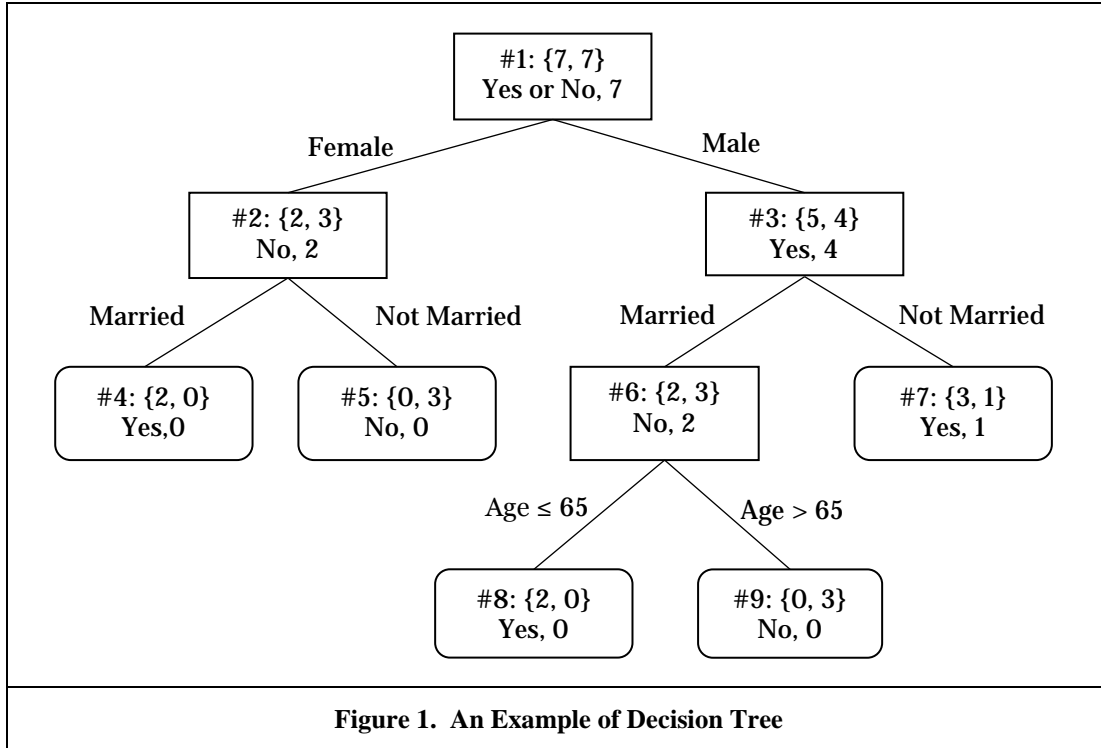 #1: {7, 7}
Yes or No, 7
Female
Male
#2: {2, 3}
No, 2
#3: {5, 4}
Yes, 4
Married
Not Married
Married
Not Married
#4: {2, 0}
Yes,0
#5: {0, 3}
No, 0
#6: {2, 3}
No, 2
#7: {3, 1}
Yes, 1
Age ≤ 65
Age > 65
#8: {2, 0}
Yes, 0
#9: {0, 3}
No, 0
Figure 1. An Example of Decision Tree